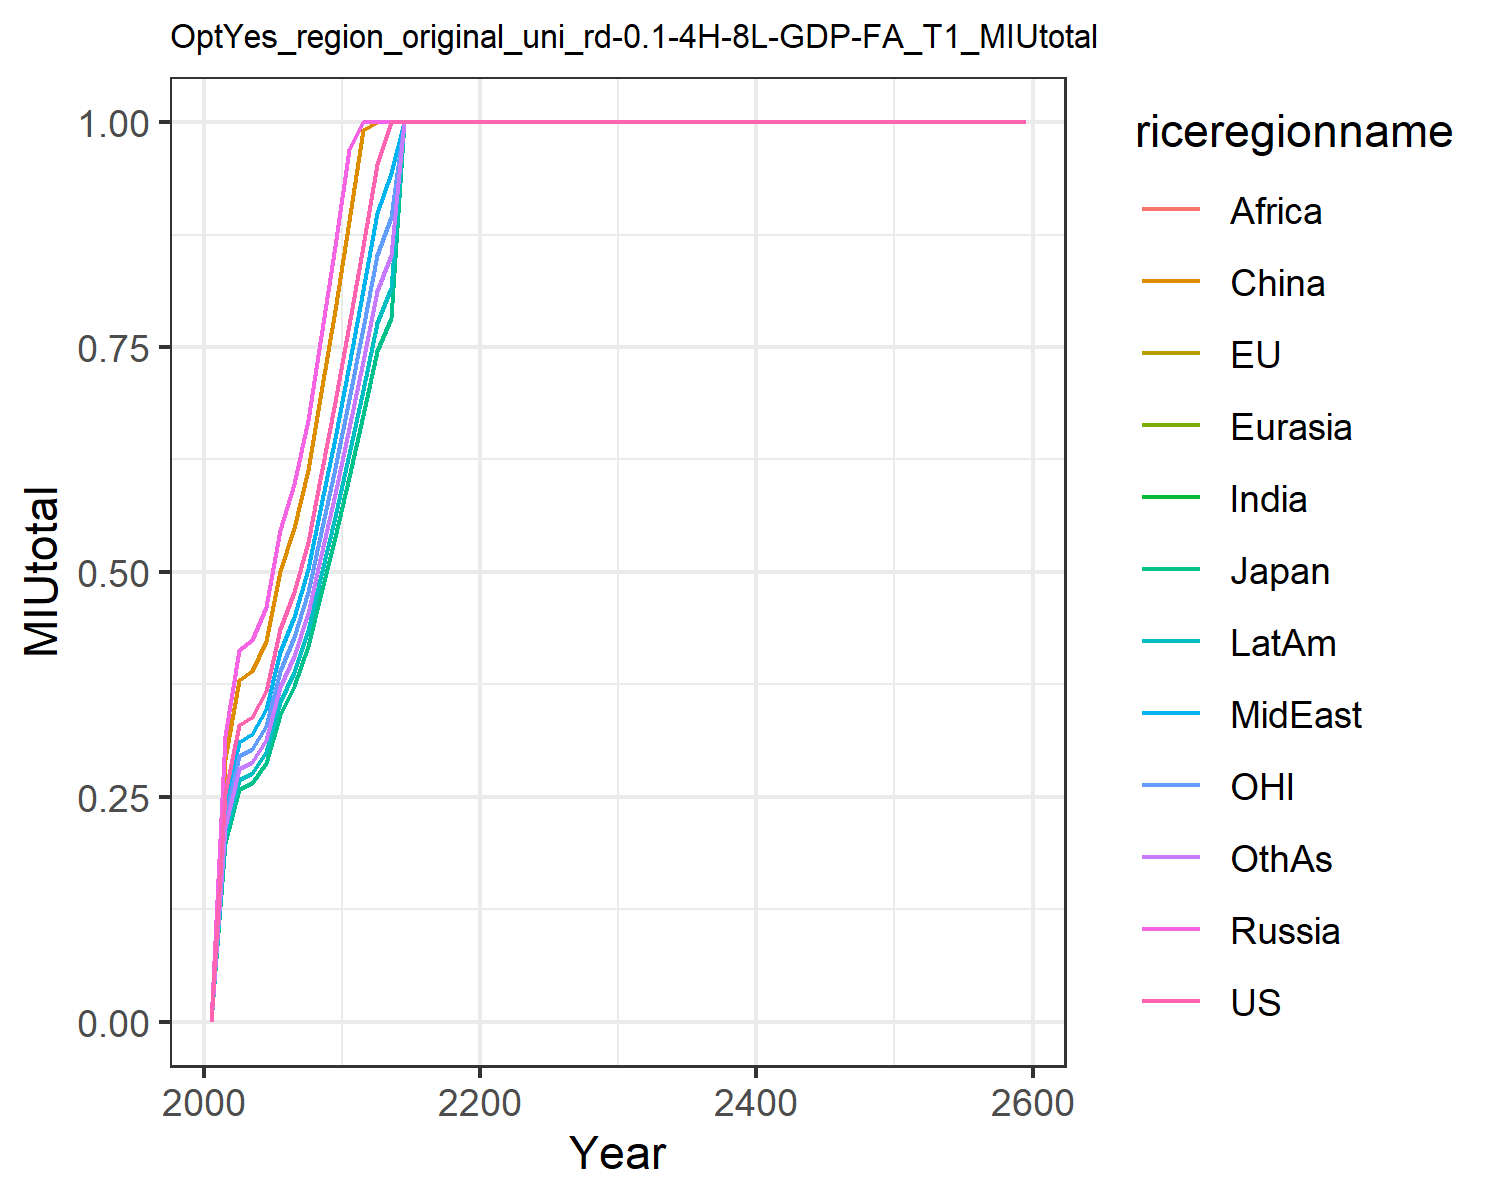 OptYes_region_original_uni_rd-0.1-4H-8L-GDP-FA_T1_MIUtotal
1.00
0.75
0.50
0.25
0.00
MIUtotal
2000
2200
2400
2600
Year
riceregionname
Africa
China
EU
Eurasia
India
Japan
LatAm
MidEast
OHI
OthAs
Russia
US